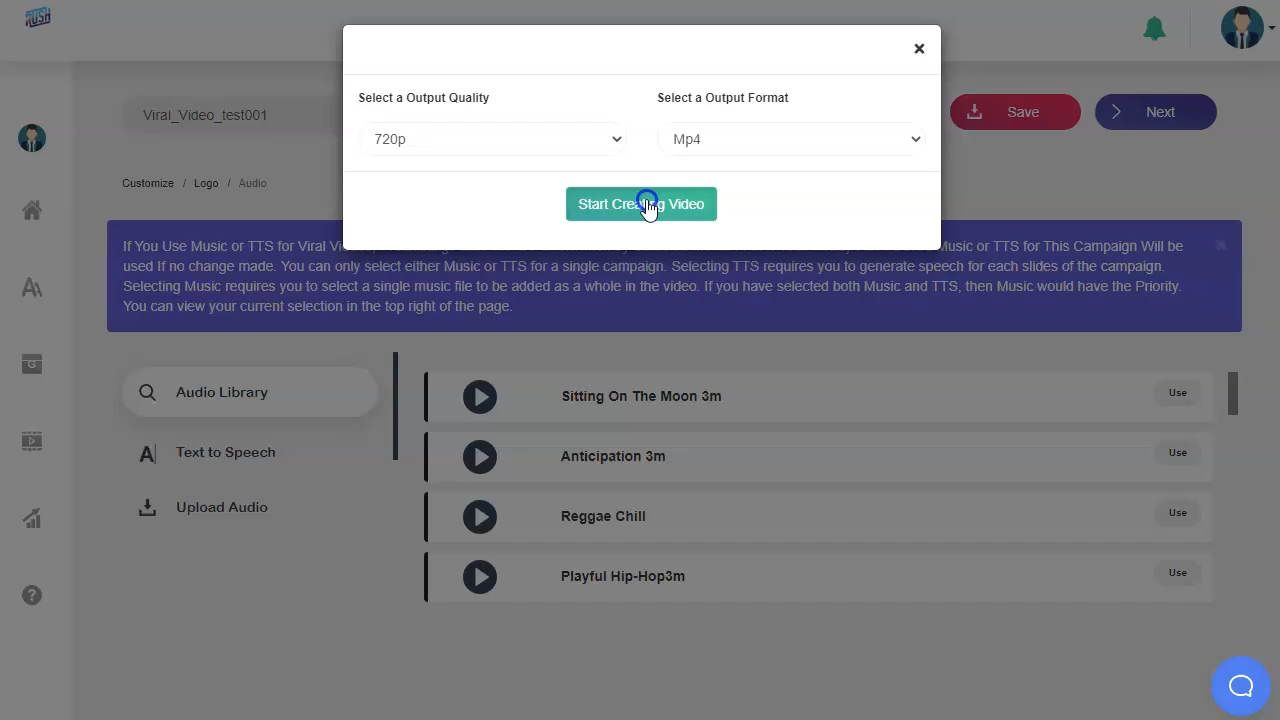 RUSH
×
Select a Output Quality
Select a Output Format
720p
Mp4
Start Creating Video
Viral_Video_test001
Save
Next
Customize / Logo / Audio
If You Use Music or TTS for Viral
Music or TTS for This Campaign Will be
used If no change made. You can only select either Music or TTS for a single campaign. Selecting TTS requires you to generate speech for each slides of the campaign.
Selecting Music requires you to select a single music file to be added as a whole in the video. If you have selected both Music and TTS, then Music would have the Priority.
You can view your current selection in the top right of the page.
Audio Library
Text to Speech
Upload Audio
Sitting On The Moon 3m
Use
Anticipation 3m
Use
Reggae Chill
Use
Playful Hip-Hop3m
Use